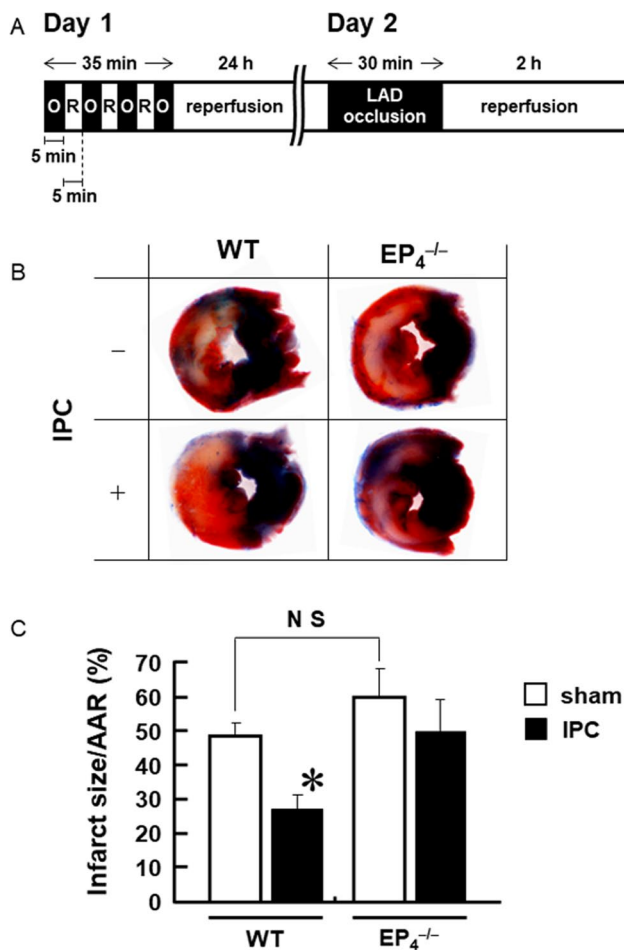 A
Day 1
Day 2
35 min
24 h
30 min
2 h
O R O R O R O
reperfusion
LAD
occlusion
reperfusion
5 min
5 min
B
WT
EP₄⁻/⁻
IPC
−
+
C
N S
Infarct size/AAR (%)
70
60
50
40
30
20
10
0
*
sham
IPC
WT
EP₄⁻/⁻